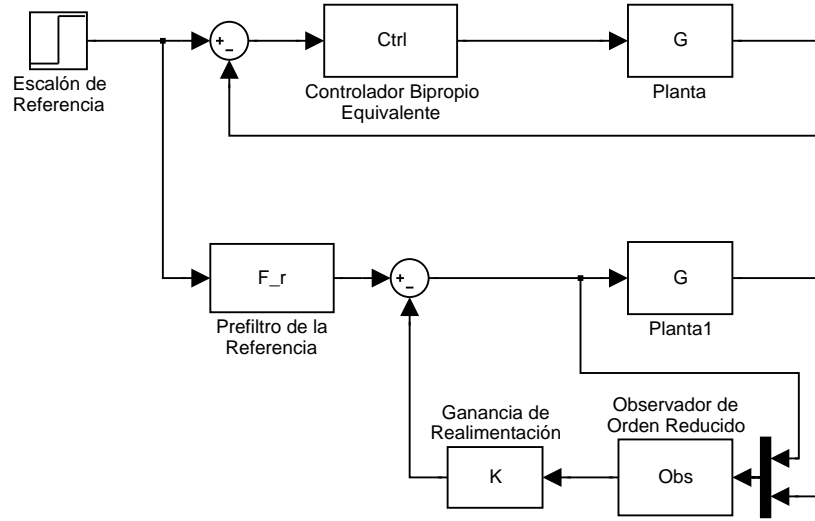 Ctrl
G
Escalón de
Referencia
Controlador Bipropio
Equivalente
Planta
F_r
G
Prefiltro de la
Referencia
Planta1
Ganancia de
Realimentación
Observador de
Orden Reducido
K
Obs